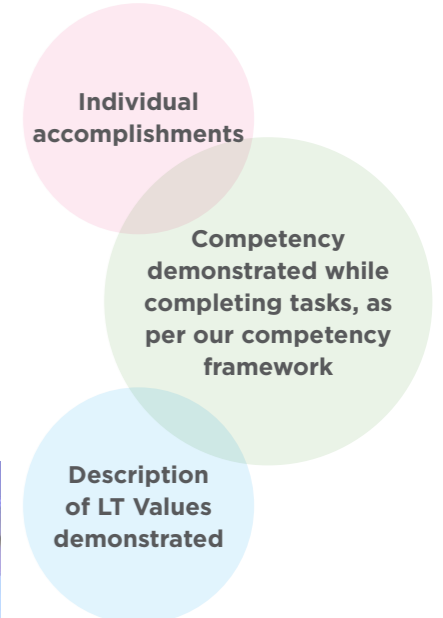 Individual
accomplishments
Competency
demonstrated while
completing tasks, as
per our competency
framework
Description
of LT Values
demonstrated